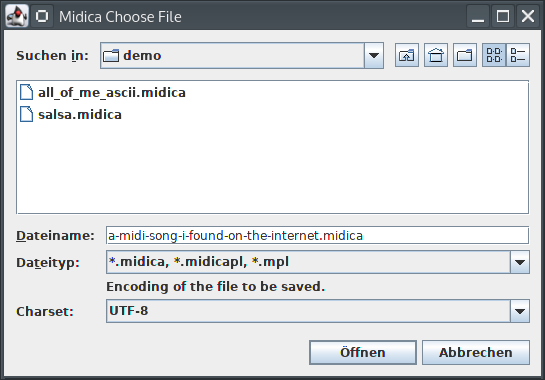 Midica Choose File
Suchen in: demo
all_of_me_ascii.midica
salsa.midica
Dateiname: a-midi-song-i-found-on-the-internet.midica
Dateityp: *.midica, *.midicapl, *.mpl
Encoding of the file to be saved.
Charset: UTF-8
Öffnen Abbrechen